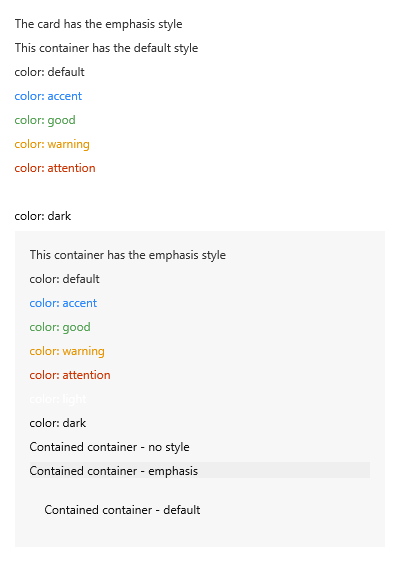 The card has the emphasis style
This container has the default style
color: default
color: accent
color: good
color: warning
color: attention
color: dark
This container has the emphasis style
color: default
color: accent
color: good
color: warning
color: attention
color: light
color: dark
Contained container - no style
Contained container - emphasis
Contained container - default